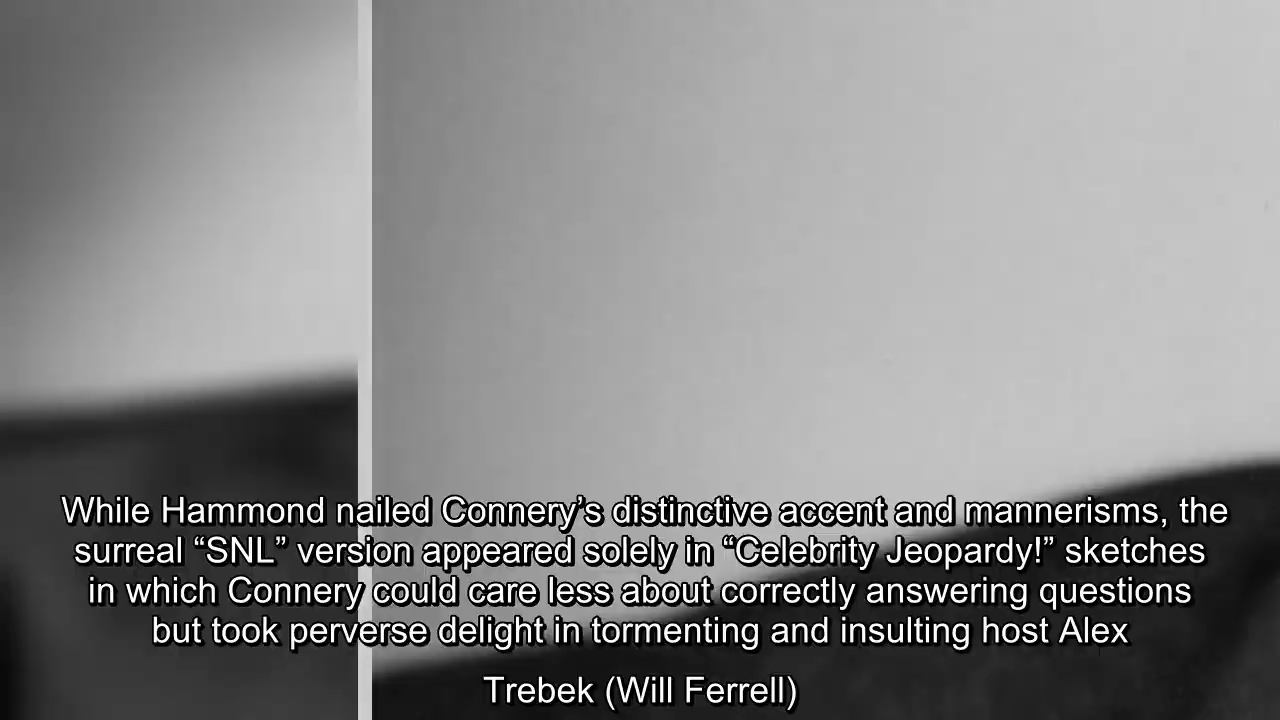 While Hammond nailed Connery’s distinctive accent and mannerisms, the
surreal “SNL” version appeared solely in “Celebrity Jeopardy!” sketches
in which Connery could care less about correctly answering questions
but took perverse delight in tormenting and insulting host Alex
Trebek (Will Ferrell)